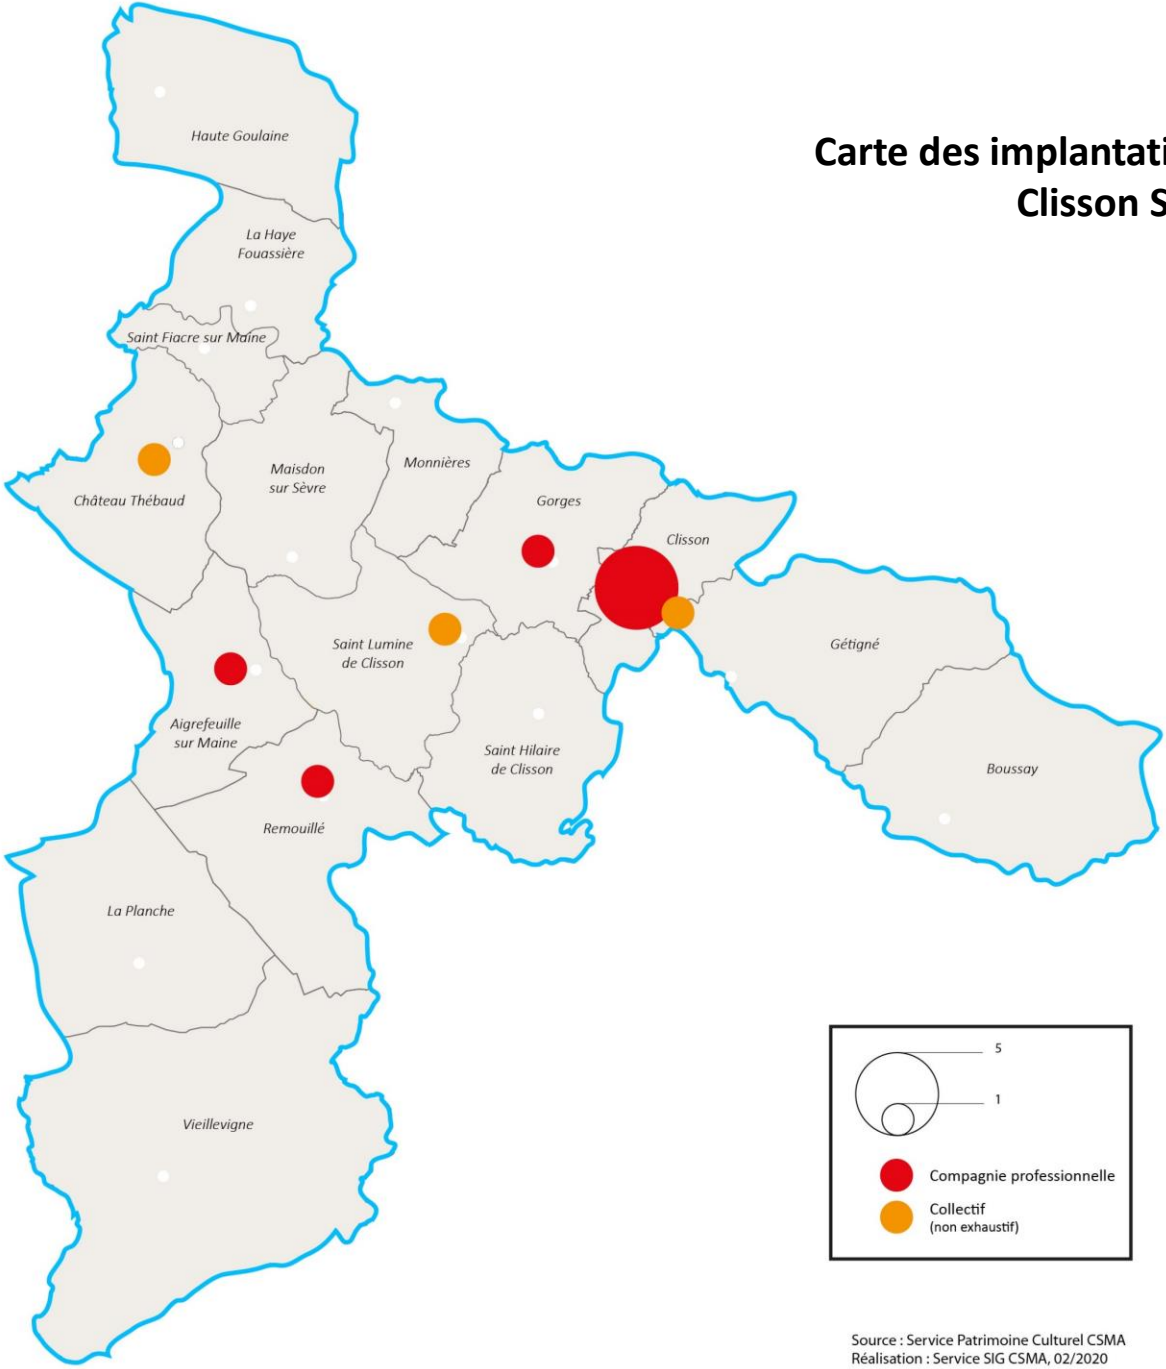 Carte des implantati
Clisson S
Haute Goulaine
La Haye
Fouassière
Saint Fiacre sur Maine
Monnières
Maisdon
sur Sèvre
Château Thébaud
Gorges
Clisson
Saint Lumine
de Clisson
Gétigné
Aigrefeuille
sur Maine
Saint Hilaire
de Clisson
Boussay
Remouillé
La Planche
Vieillevigne
5
1
Compagnie professionnelle
Collectif
(non exhaustif)
Source : Service Patrimoine Culturel CSMA
Réalisation : Service SIG CSMA, 02/2020